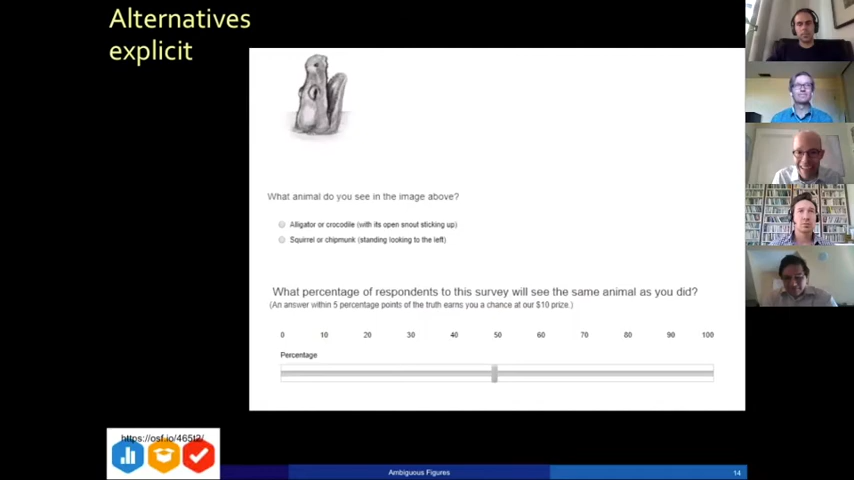 Alternatives
explicit
What animal do you see in the image above?
Alligator or crocodile (with its open snout sticking up)
Squirrel or chipmunk (standing looking to the left)
What percentage of respondents to this survey will see the same animal as you did?
(An answer within 5 percentage points of the truth earns you a chance at our $10 prize.)
0 10 20 30 40 50 60 70 80 90 100
Percentage
https://osf.io/465t2/
Ambiguous Figures
14